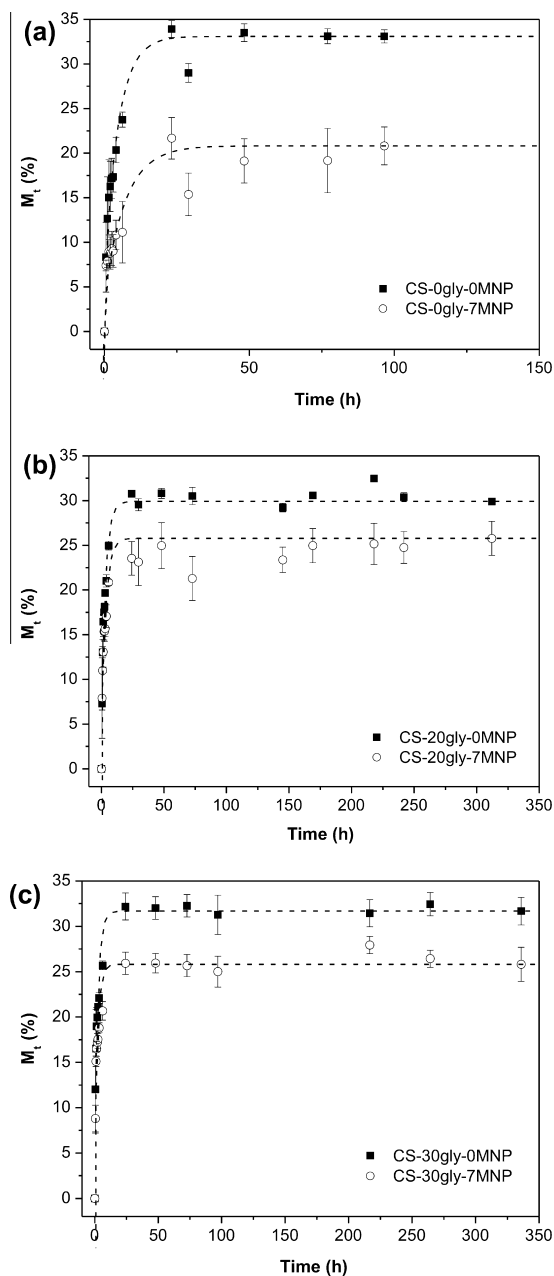 (a)
35
30
25
20
15
10
5
0
M_t (%)
CS-0gly-0MNP
CS-0gly-7MNP
0
50
100
150
Time (h)
(b)
35
30
25
20
15
10
5
0
M_t (%)
CS-20gly-0MNP
CS-20gly-7MNP
0
50
100
150
200
250
300
350
Time (h)
(c)
35
30
25
20
15
10
5
0
M_t (%)
CS-30gly-0MNP
CS-30gly-7MNP
0
50
100
150
200
250
300
350
Time (h)